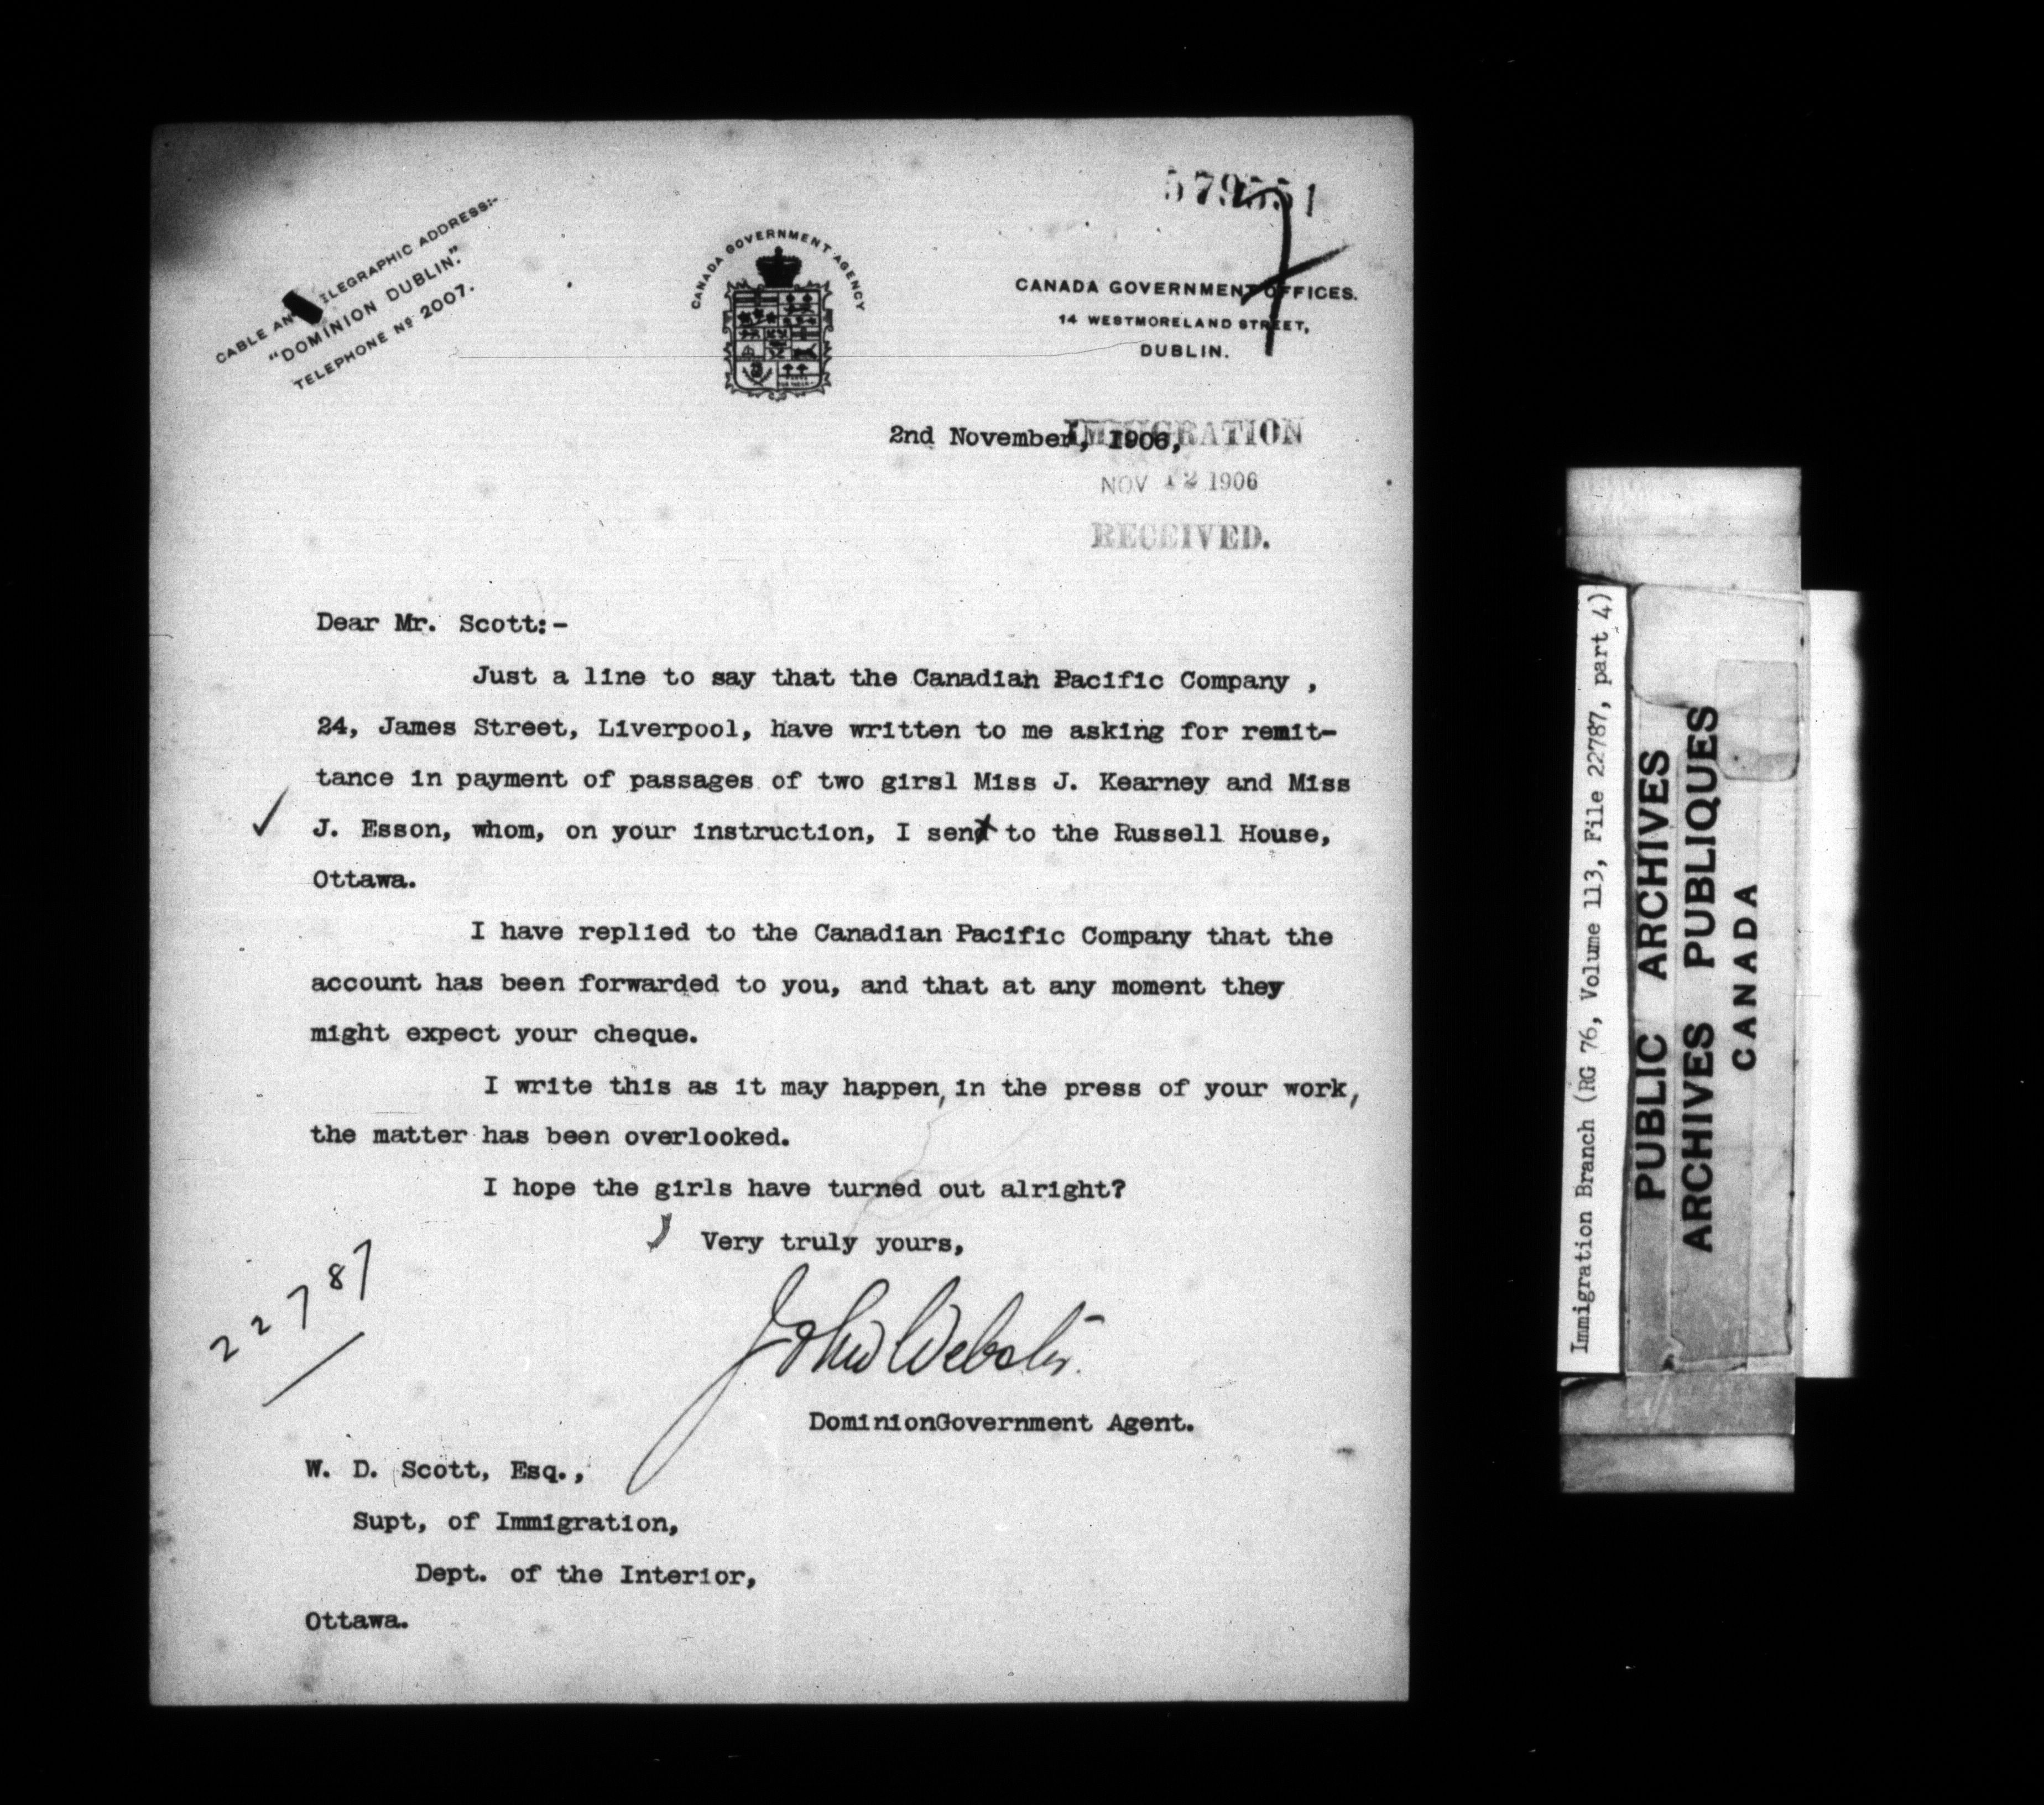 579551
CABLE AN   ELEGRAPHIC ADDRESS:-
"DOMINION DUBLIN."
TELEPHONE Nº 2007.
CANADA GOVERNMENT AGENCY
CANADA GOVERNMENT OFFICES.
14 WESTMORELAND STREET,
DUBLIN.
2nd November, 1906,
IMMIGRATION
NOV 12 1906
RECEIVED.
Dear Mr. Scott:-
Just a line to say that the Canadian Pacific Company ,
24, James Street, Liverpool, have written to me asking for remit-
tance in payment of passages of two girsl Miss J. Kearney and Miss
J. Esson, whom, on your instruction, I sent to the Russell House,
Ottawa.
I have replied to the Canadian Pacific Company that the
account has been forwarded to you, and that at any moment they
might expect your cheque.
I write this as it may happen, in the press of your work,
the matter has been overlooked.
I hope the girls have turned out alright?
Very truly yours,
John Webster.
DominionGovernment Agent.
22787
W. D. Scott, Esq.,
Supt, of Immigration,
Dept. of the Interior,
Ottawa.
Immigration Branch (RG 76, Volume 113, File 22787, part 4)
PUBLIC ARCHIVES
ARCHIVES PUBLIQUES
CANADA